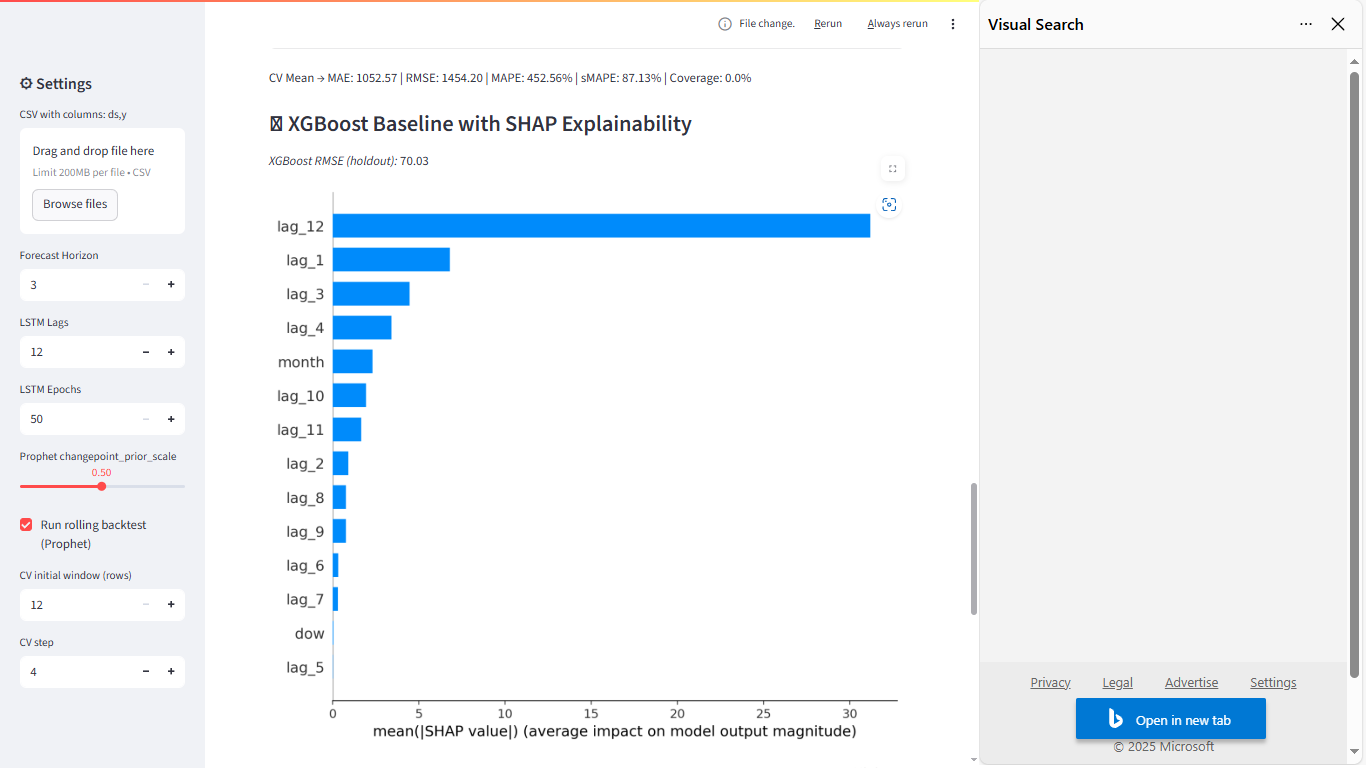 File change.
Rerun
Always rerun
Visual Search
Settings
CSV with columns: ds,y
Drag and drop file here
Limit 200MB per file • CSV
Browse files
Forecast Horizon
3
LSTM Lags
12
LSTM Epochs
50
Prophet changepoint_prior_scale
0.50
Run rolling backtest
(Prophet)
CV initial window (rows)
12
CV step
4
CV Mean → MAE: 1052.57 | RMSE: 1454.20 | MAPE: 452.56% | sMAPE: 87.13% | Coverage: 0.0%
XGBoost Baseline with SHAP Explainability
XGBoost RMSE (holdout): 70.03
lag_12
lag_1
lag_3
lag_4
month
lag_10
lag_11
lag_2
lag_8
lag_9
lag_6
lag_7
dow
lag_5
0 5 10 15 20 25 30
mean(|SHAP value|) (average impact on model output magnitude)
Privacy Legal Advertise Settings
Open in new tab
© 2025 Microsoft